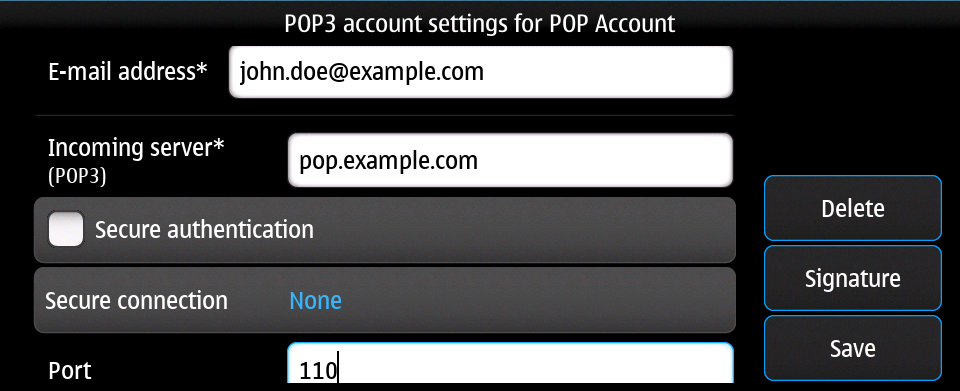 POP3 account settings for POP Account
E-mail address* john.doe@example.com
Incoming server* pop.example.com
(POP3)
Delete
Secure authentication
Signature
Secure connection None
Save
Port 110